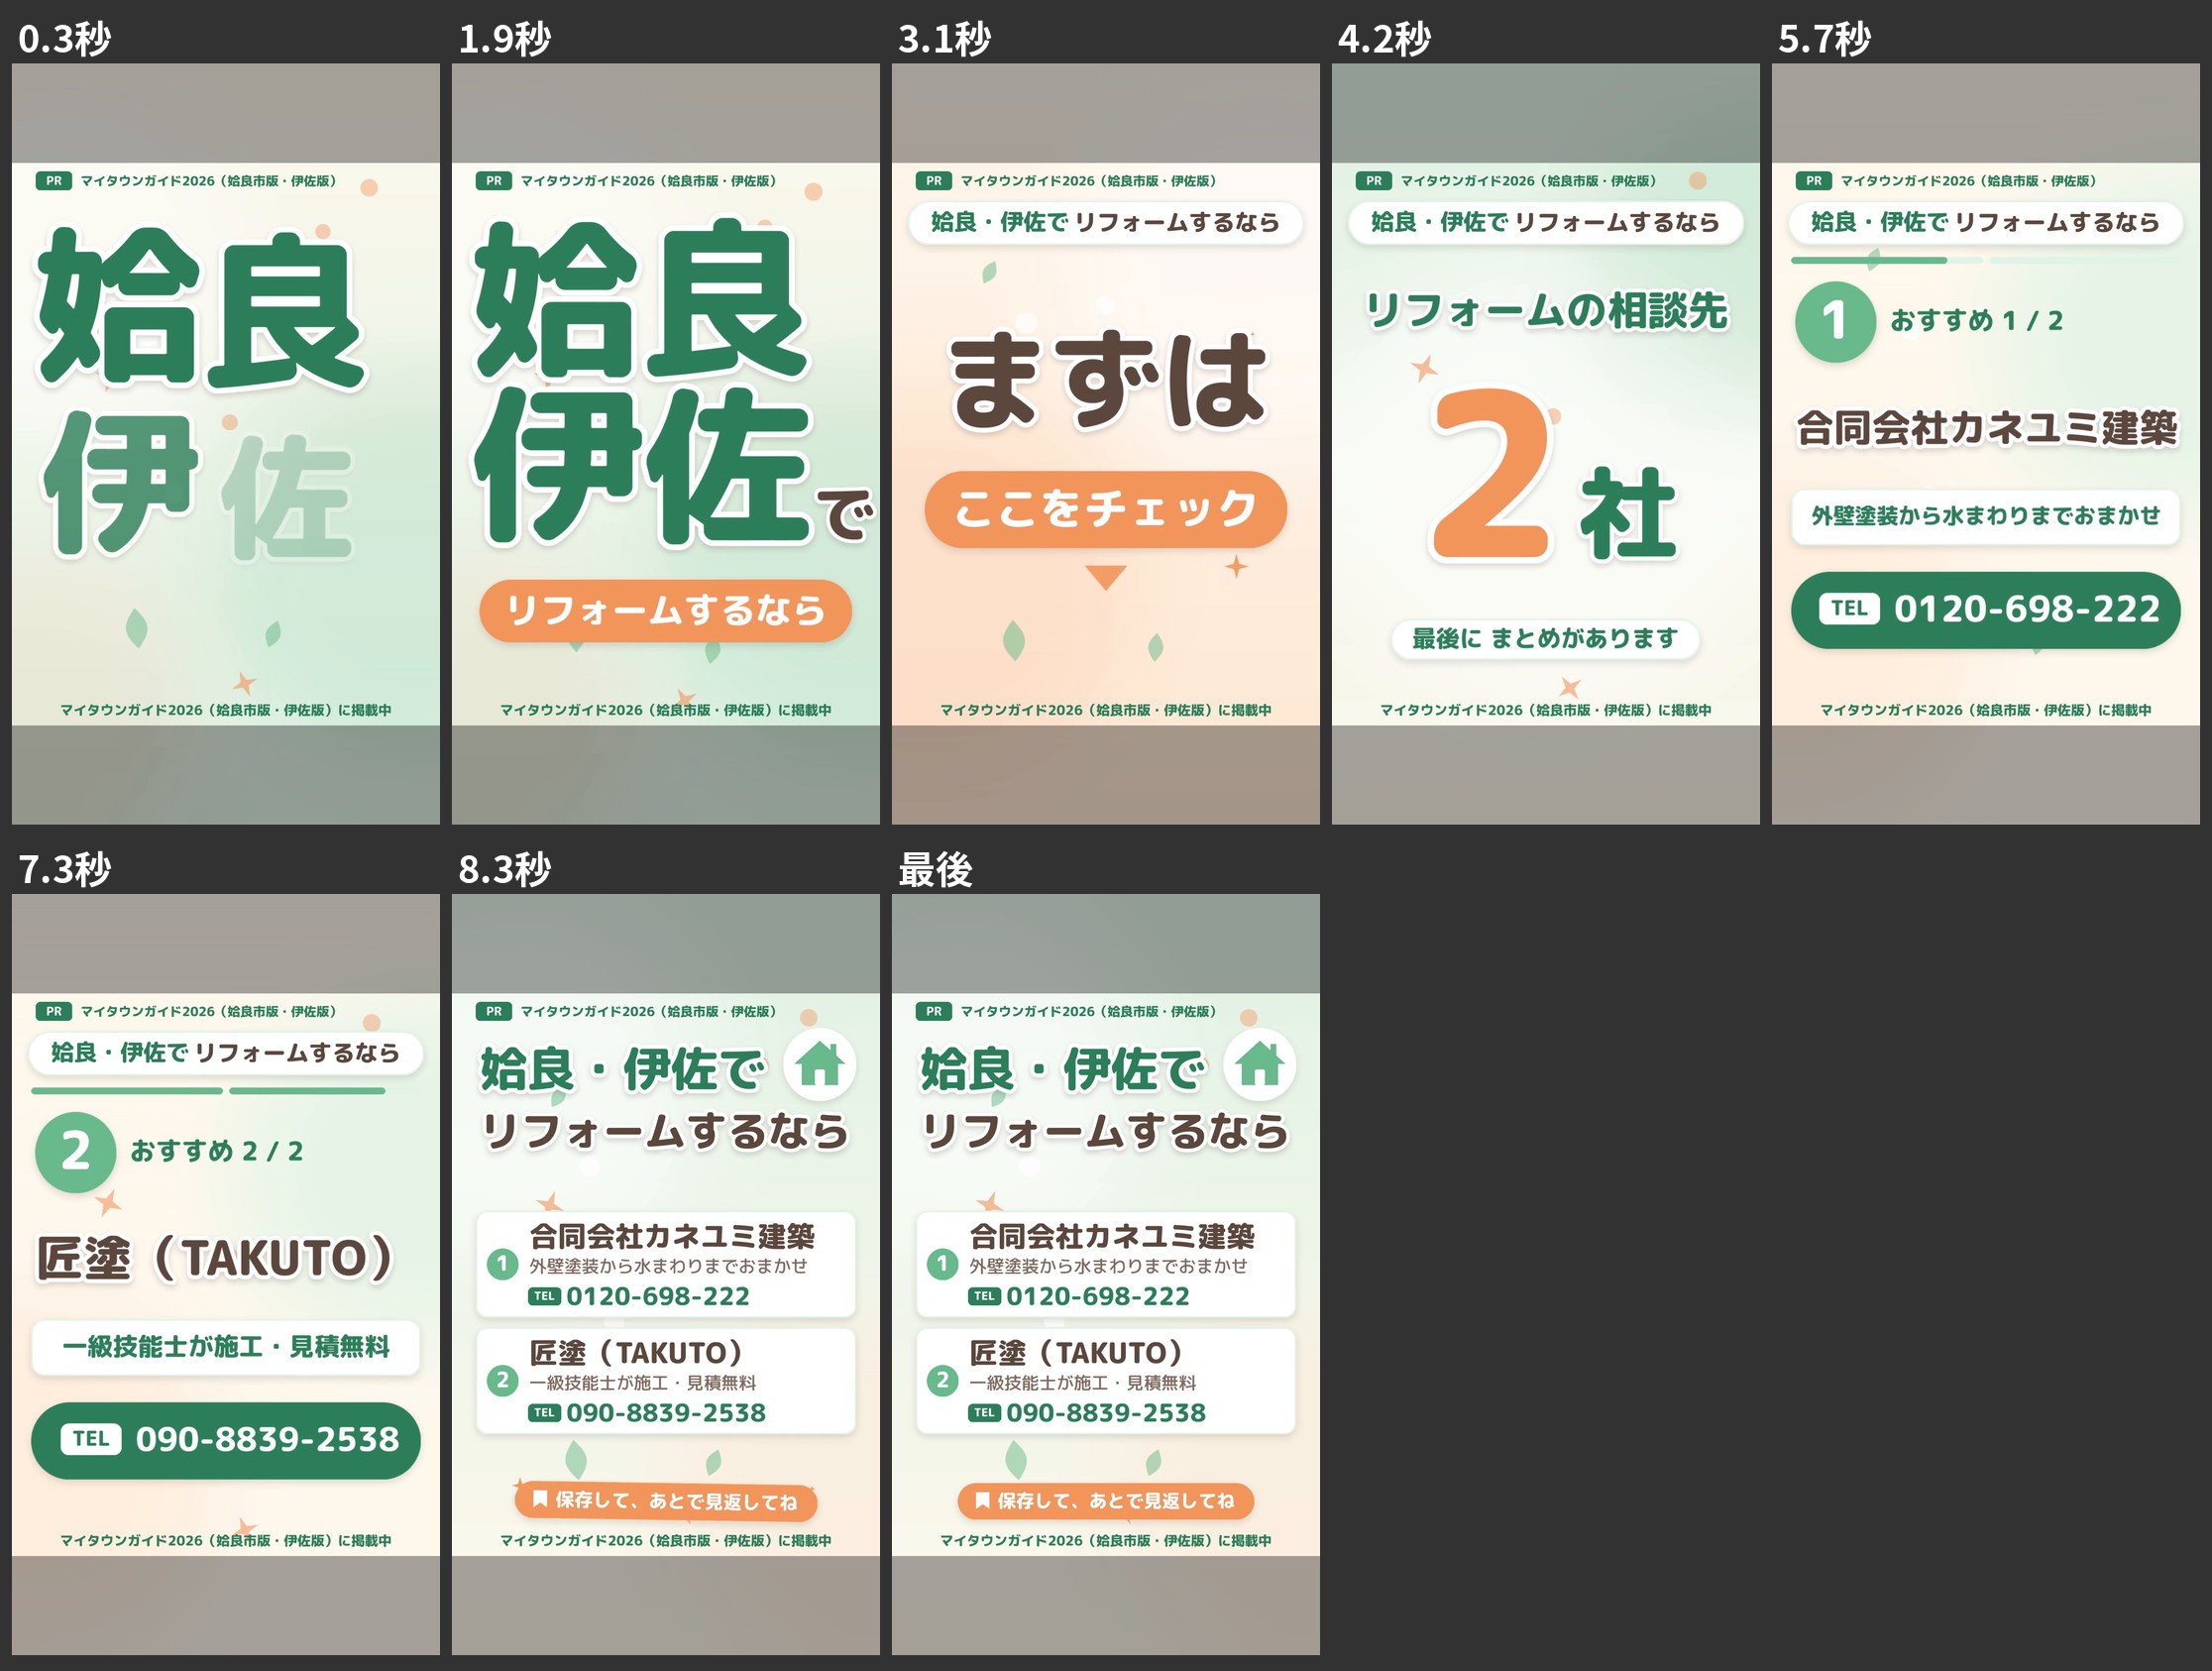 0.3秒
PR マイタウンガイド2026（姶良市版・伊佐版）
姶良
伊佐
マイタウンガイド2026（姶良市版・伊佐版）に掲載中
1.9秒
PR マイタウンガイド2026（姶良市版・伊佐版）
姶良
伊佐で
リフォームするなら
マイタウンガイド2026（姶良市版・伊佐版）に掲載中
3.1秒
PR マイタウンガイド2026（姶良市版・伊佐版）
姶良・伊佐で リフォームするなら
まずは
ここをチェック
マイタウンガイド2026（姶良市版・伊佐版）に掲載中
4.2秒
PR マイタウンガイド2026（姶良市版・伊佐版）
姶良・伊佐で リフォームするなら
リフォームの相談先
2社
最後に まとめがあります
マイタウンガイド2026（姶良市版・伊佐版）に掲載中
5.7秒
PR マイタウンガイド2026（姶良市版・伊佐版）
姶良・伊佐で リフォームするなら
1 おすすめ 1 / 2
合同会社カネユミ建築
外壁塗装から水まわりまでおまかせ
TEL 0120-698-222
マイタウンガイド2026（姶良市版・伊佐版）に掲載中
7.3秒
PR マイタウンガイド2026（姶良市版・伊佐版）
姶良・伊佐で リフォームするなら
2 おすすめ 2 / 2
匠塗（TAKUTO）
一級技能士が施工・見積無料
TEL 090-8839-2538
マイタウンガイド2026（姶良市版・伊佐版）に掲載中
8.3秒
PR マイタウンガイド2026（姶良市版・伊佐版）
姶良・伊佐で
リフォームするなら
合同会社カネユミ建築
1 外壁塗装から水まわりまでおまかせ
TEL 0120-698-222
匠塗（TAKUTO）
2 一級技能士が施工・見積無料
TEL 090-8839-2538
保存して、あとで見返してね
マイタウンガイド2026（姶良市版・伊佐版）に掲載中
最後
PR マイタウンガイド2026（姶良市版・伊佐版）
姶良・伊佐で
リフォームするなら
合同会社カネユミ建築
1 外壁塗装から水まわりまでおまかせ
TEL 0120-698-222
匠塗（TAKUTO）
2 一級技能士が施工・見積無料
TEL 090-8839-2538
保存して、あとで見返してね
マイタウンガイド2026（姶良市版・伊佐版）に掲載中